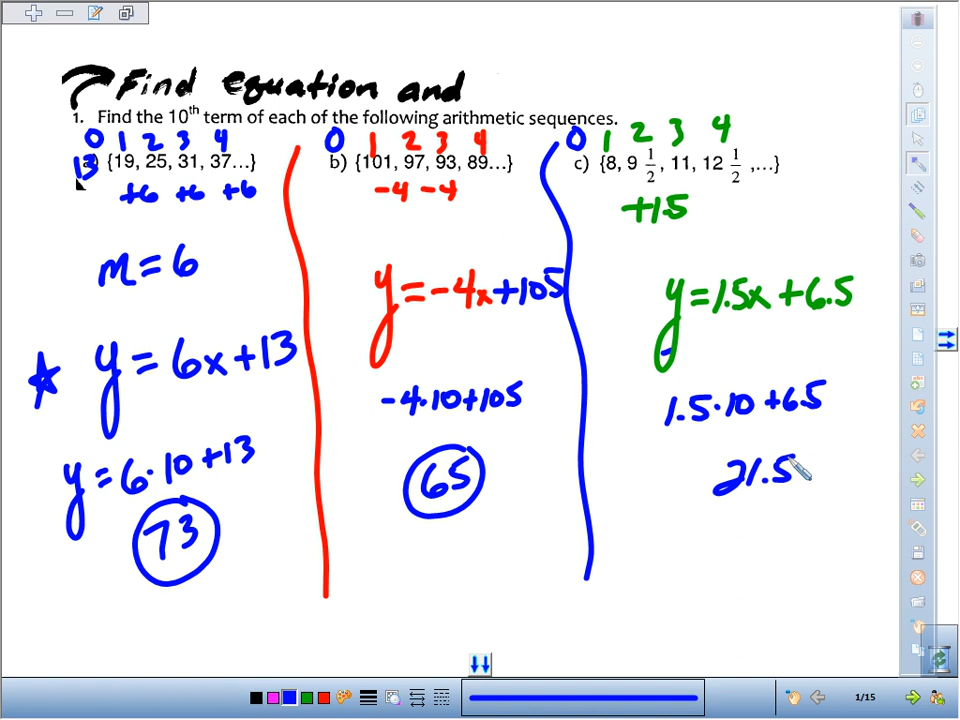 Find equation and
1. Find the 10th term of each of the following arithmetic sequences.
0 1 2 3 4
13
{19, 25, 31, 37...}
+6 +6 +6
m = 6
y = 6x + 13
y = 6 · 10 + 13
73
0 1 2 3 4
b) {101, 97, 93, 89...}
-4 -4
y = -4x + 105
-4 · 10 + 105
65
0 1 2 3 4
c) {8, 9 1/2, 11, 12 1/2, ,...}
+1.5
y = 1.5x + 6.5
1.5 · 10 + 6.5
21.5
1/15